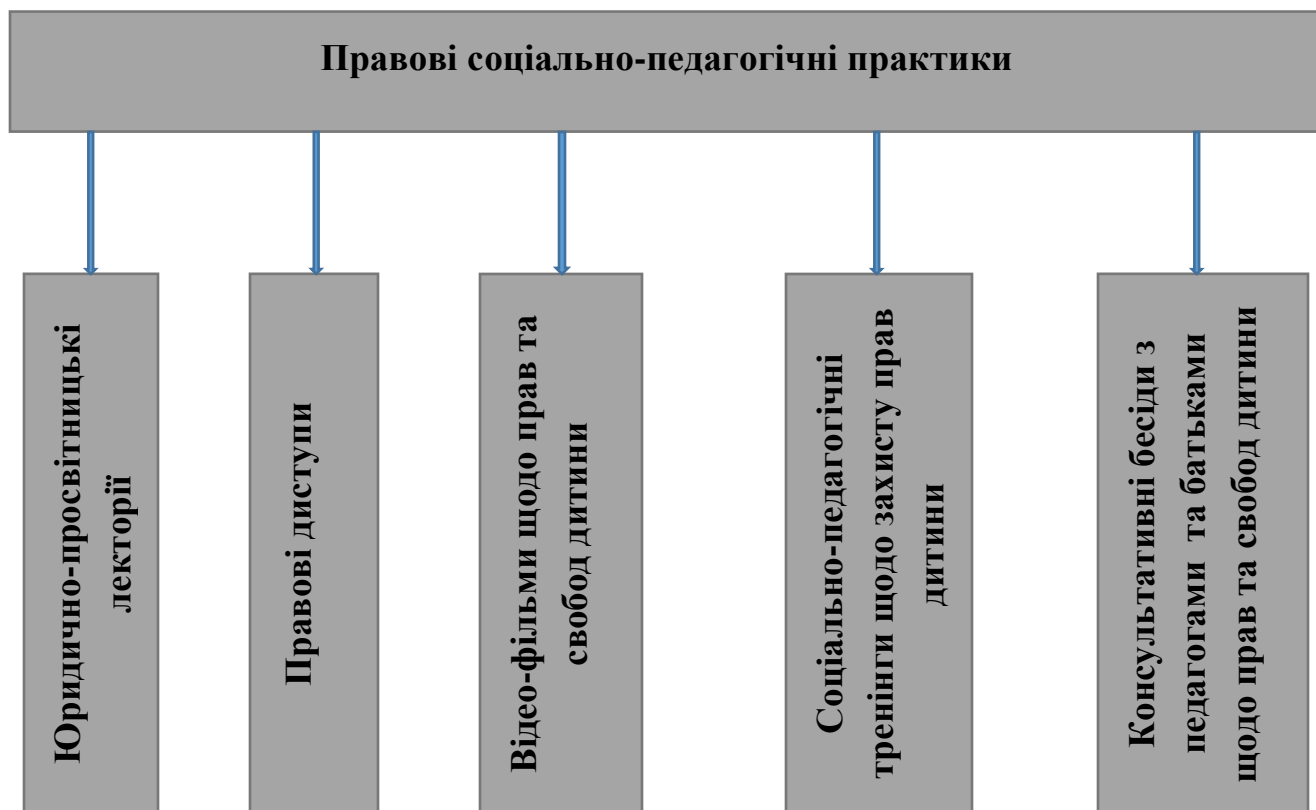 Правові соціально-педагогічні практики
Юридично-просвітницькі
лекторії
Правові диступи
Відео-фільми щодо прав та
свобод дитини
Соціально-педагогічні
тренінги щодо захисту прав
дитини
Консультативні бесіди з
педагогами та батьками
щодо прав та свобод дитини